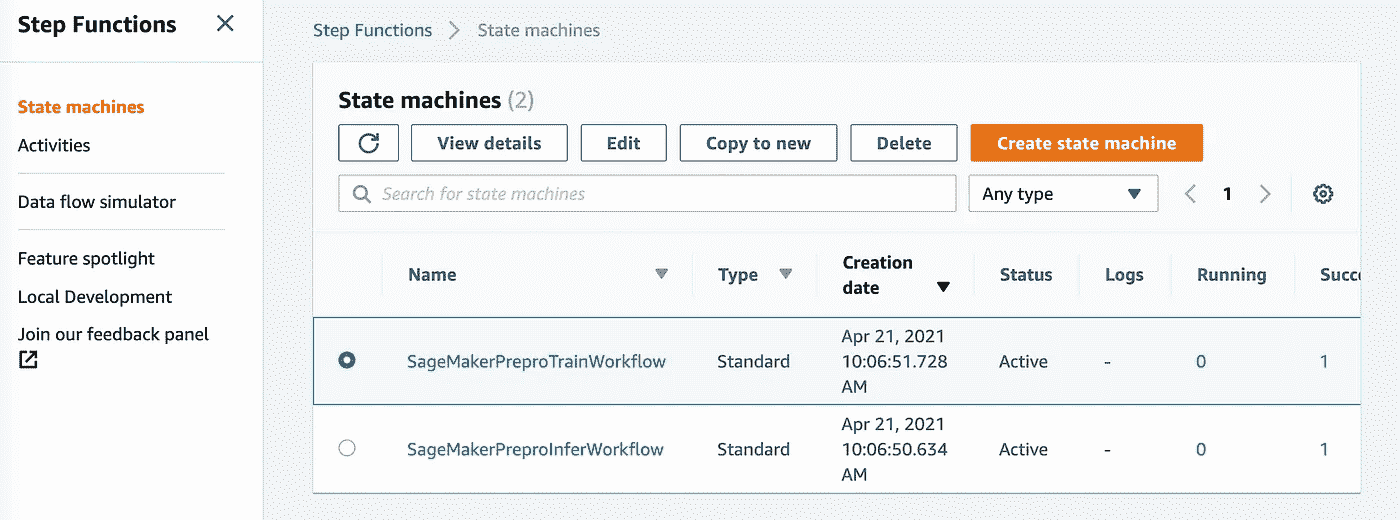 Step Functions
State machines
Activities
Data flow simulator
Feature spotlight
Local Development
Join our feedback panel
Step Functions State machines
State machines (2)
View details Edit Copy to new Delete Create state machine
Search for state machines Any type 1
Name Type Creation date Status Logs Running Succ
SageMakerPreproTrainWorkflow Standard Apr 21, 2021 10:06:51.728 AM Active - 0 1
SageMakerPreproInferWorkflow Standard Apr 21, 2021 10:06:50.634 AM Active - 0 1